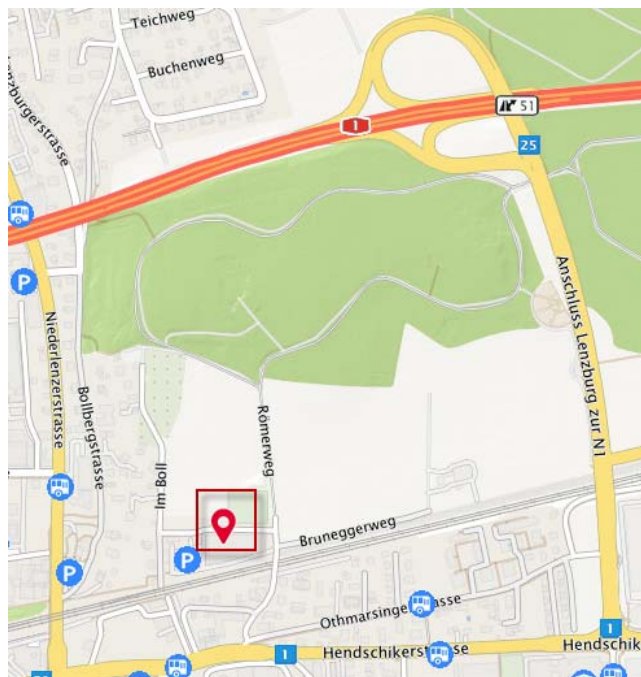 Teichweg
Buchenweg
Lenzburgerstrasse
1
51
25
P
Niederlenzerstrasse
Bollbergstrasse
Anschluss Lenzburg zur N1
Römerweg
Im Boll
Bruneggerweg
P
P
Othmarsingerstrasse
1
1
Hendschikerstrasse
Hendschik